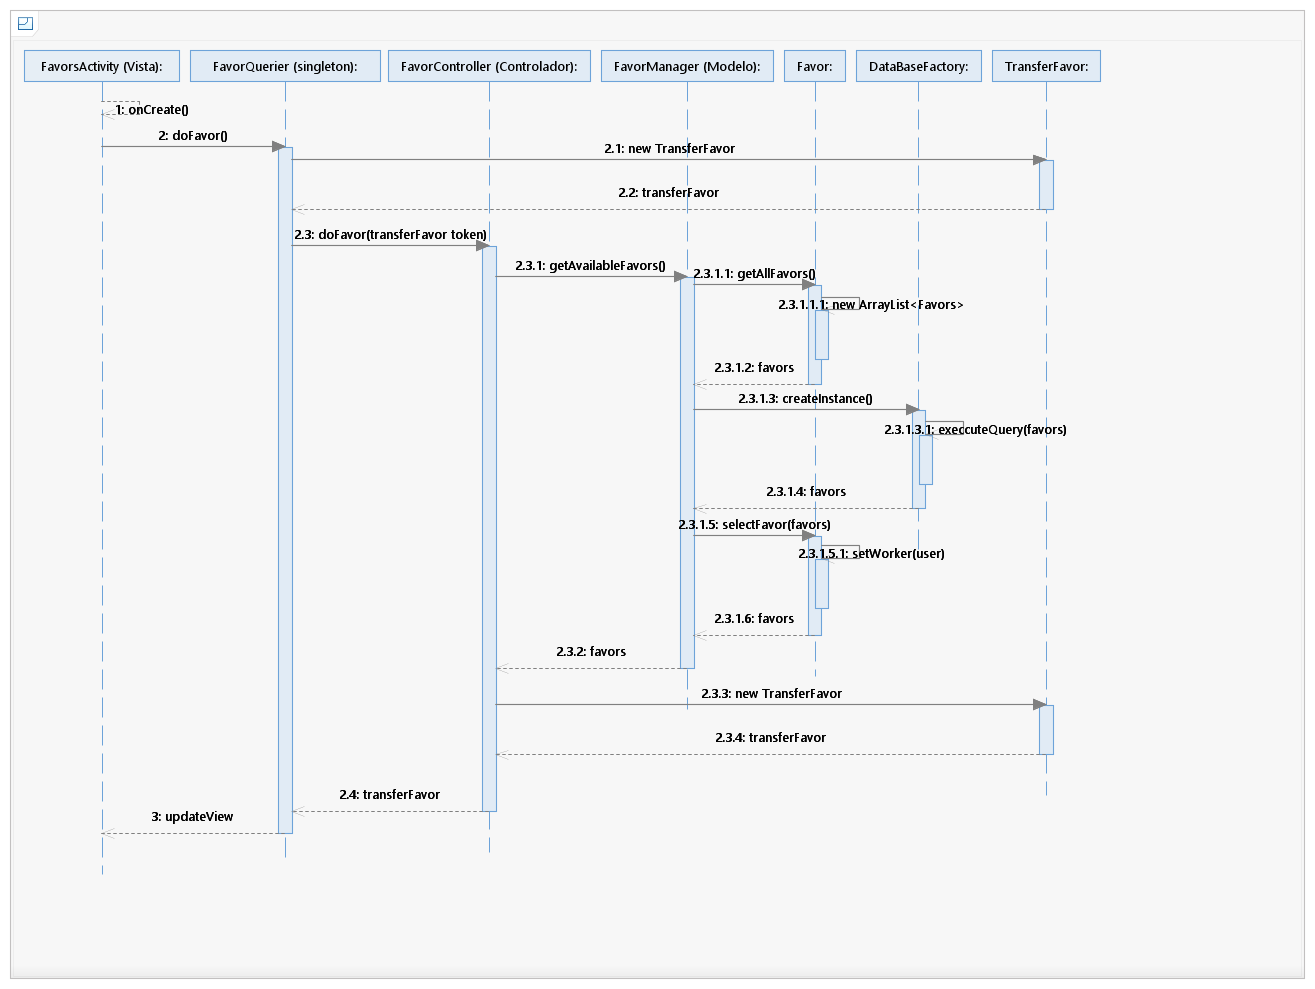 FavorsActivity (Vista):
FavorQuerier (singleton):
FavorController (Controlador):
FavorManager (Modelo):
Favor:
DataBaseFactory:
TransferFavor:
1: onCreate()
2: doFavor()
2.1: new TransferFavor
2.2: transferFavor
2.3: doFavor(transferFavor token)
2.3.1: getAvailableFavors()
2.3.1.1: getAllFavors()
2.3.1.1.1: new ArrayList<Favors>
2.3.1.2: favors
2.3.1.3: createInstance()
2.3.1.3.1: execcuteQuery(favors)
2.3.1.4: favors
2.3.1.5: selectFavor(favors)
2.3.1.5.1: setWorker(user)
2.3.1.6: favors
2.3.2: favors
2.3.3: new TransferFavor
2.3.4: transferFavor
2.4: transferFavor
3: updateView